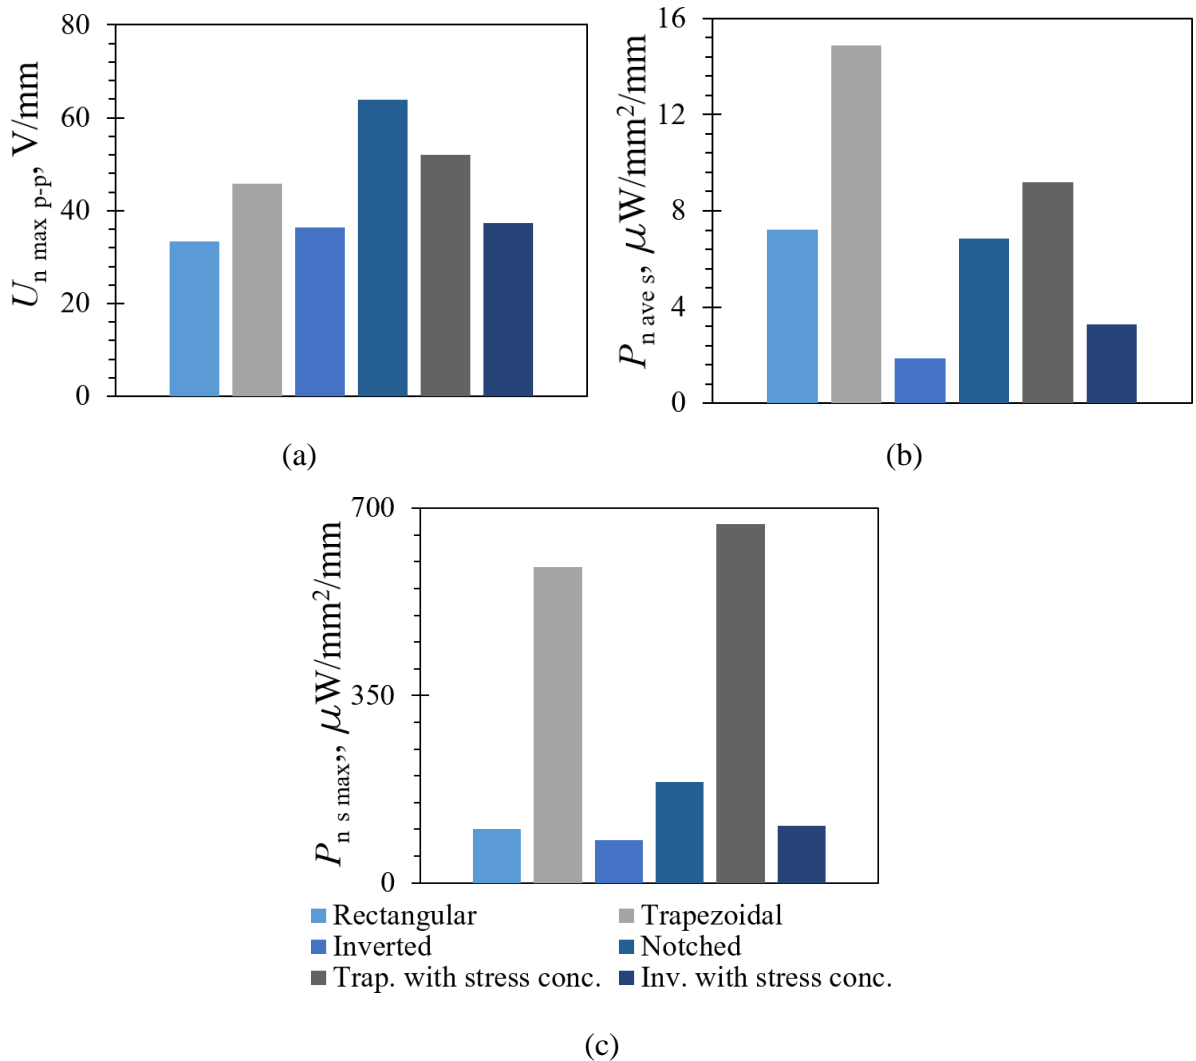 80
60
40
20
0
U n max p-p, V/mm
(a)
16
12
8
4
0
P n ave s, μW/mm²/mm
(b)
700
350
0
P n s max,, μW/mm²/mm
Rectangular Trapezoidal
Inverted Notched
Trap. with stress conc. Inv. with stress conc.
(c)